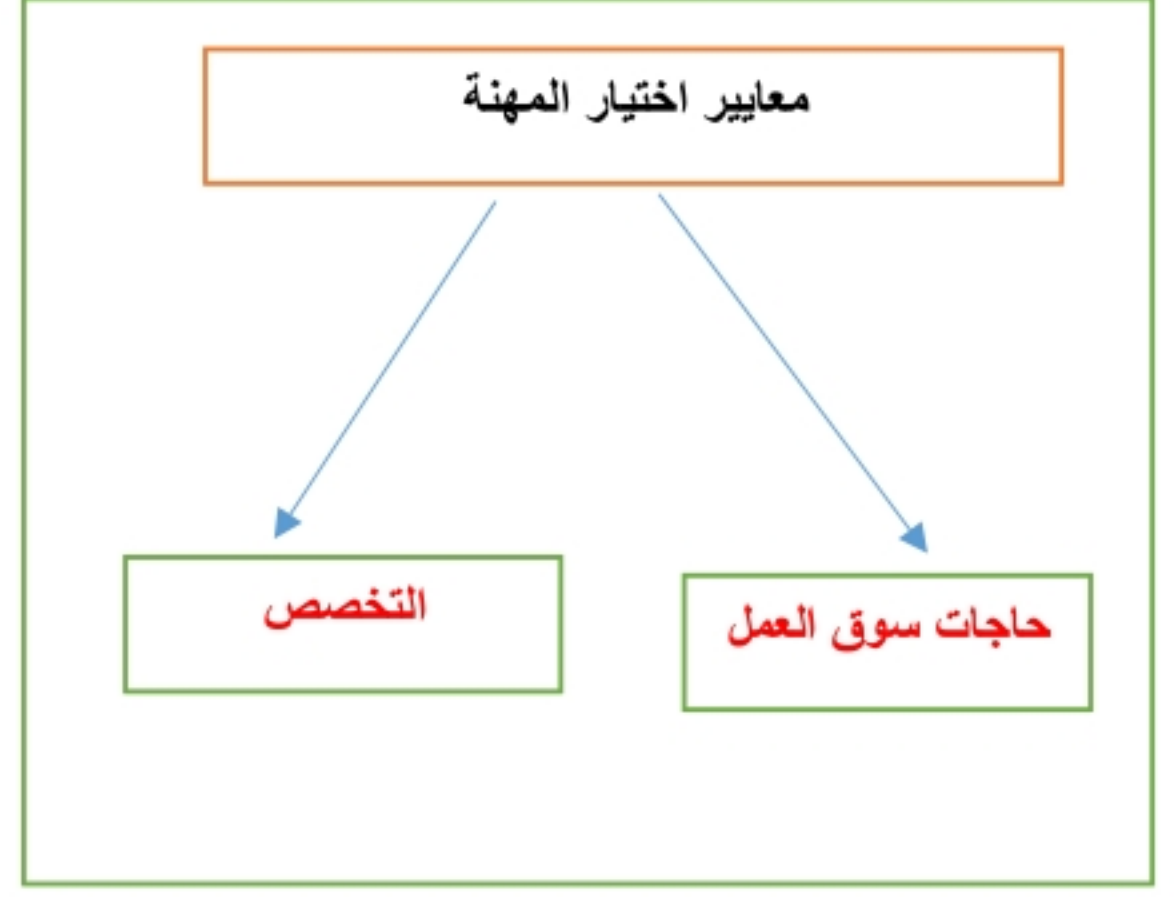 معايير اختيار المهنة
حاجات سوق العمل
التخصص